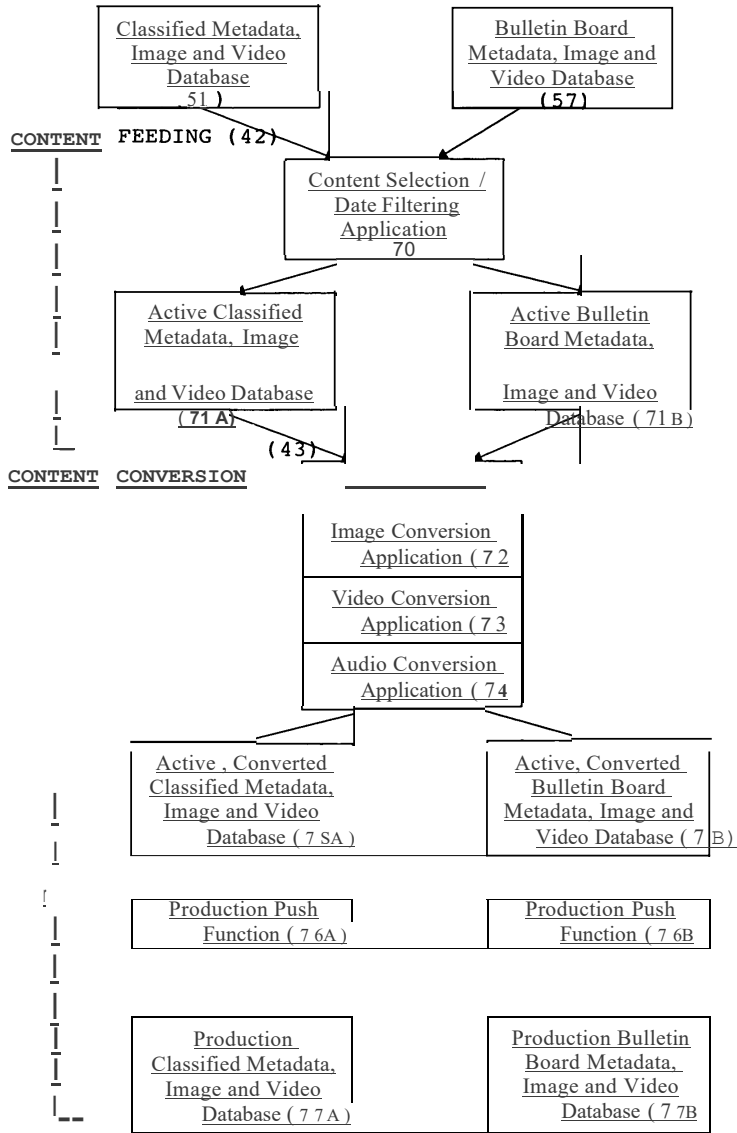 Classified Metadata,
Image and Video
Database
51 )
Bulletin Board
Metadata, Image and
Video Database
(57)
CONTENT FEEDING (42)
Content Selection /
Date Filtering
Application
70
Active Classified
Metadata, Image
and Video Database
( 71 A)
Active Bulletin
Board Metadata,
Image and Video
Database ( 71 B )
(43)
CONTENT CONVERSION
Image Conversion
Application ( 7 2
Video Conversion
Application ( 7 3
Audio Conversion
Application ( 74
Active , Converted
Classified Metadata,
Image and Video
Database ( 7 SA )
Active, Converted
Bulletin Board
Metadata, Image and
Video Database ( 7 B)
Production Push
Function ( 7 6A )
Production Push
Function ( 7 6B
Production
Classified Metadata,
Image and Video
Database ( 7 7A )
Production Bulletin
Board Metadata,
Image and Video
Database ( 7 7B